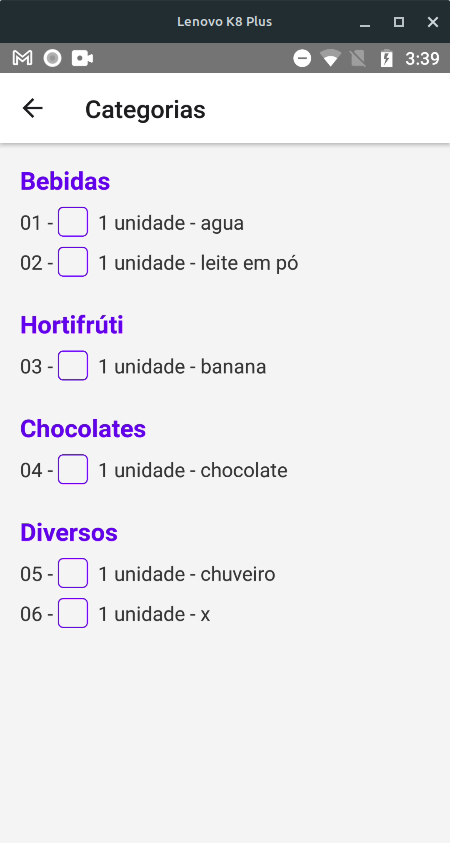 Lenovo K8 Plus
3:39
Categorias
Bebidas
01 - 1 unidade - agua
02 - 1 unidade - leite em pó
Hortifrúti
03 - 1 unidade - banana
Chocolates
04 - 1 unidade - chocolate
Diversos
05 - 1 unidade - chuveiro
06 - 1 unidade - x